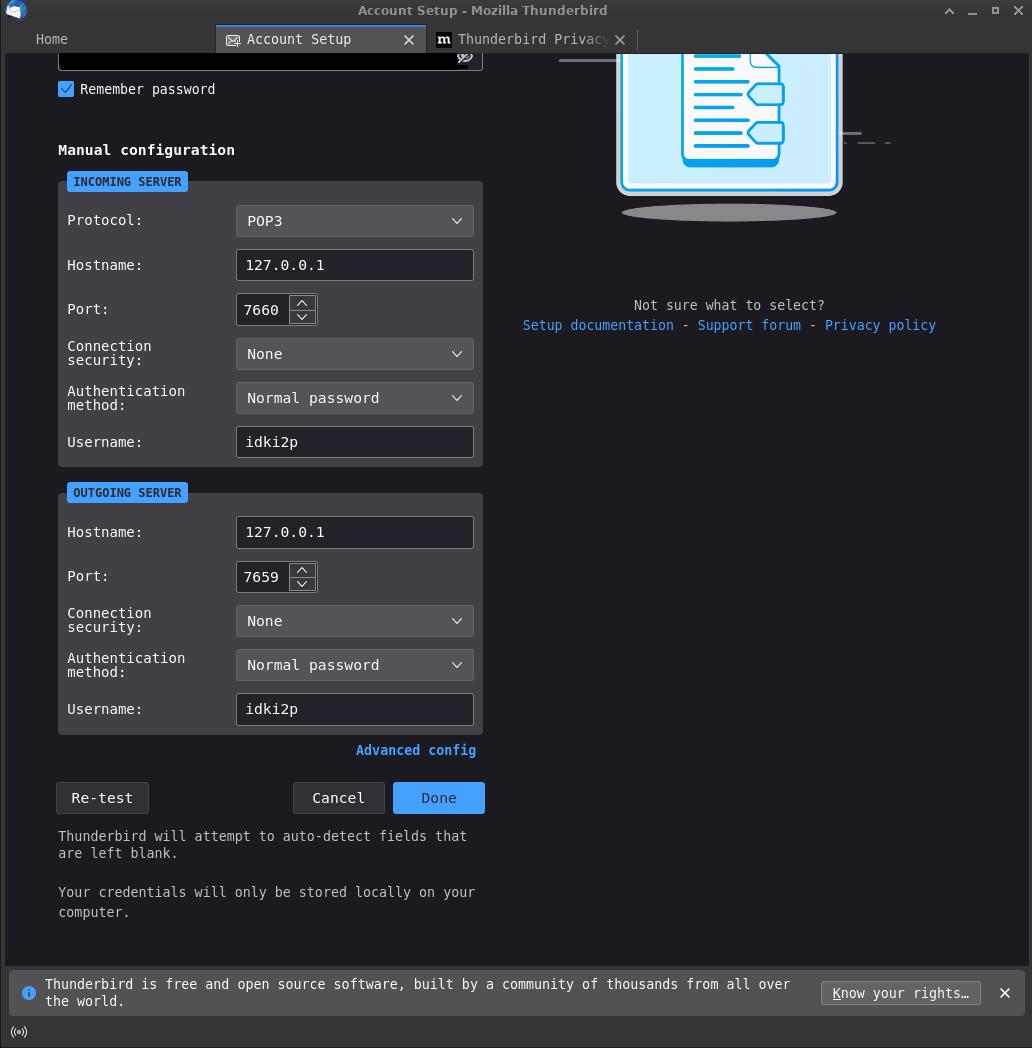 Account Setup - Mozilla Thunderbird
Home
Account Setup
m Thunderbird Privacy
Remember password
Manual configuration
INCOMING SERVER
Protocol: POP3
Hostname: 127.0.0.1
Port: 7660
Connection
security: None
Authentication
method: Normal password
Username: idki2p
OUTGOING SERVER
Hostname: 127.0.0.1
Port: 7659
Connection
security: None
Authentication
method: Normal password
Username: idki2p
Advanced config
Re-test Cancel Done
Thunderbird will attempt to auto-detect fields that
are left blank.
Your credentials will only be stored locally on your
computer.
Not sure what to select?
Setup documentation - Support forum - Privacy policy
Thunderbird is free and open source software, built by a community of thousands from all over
the world.
Know your rights…